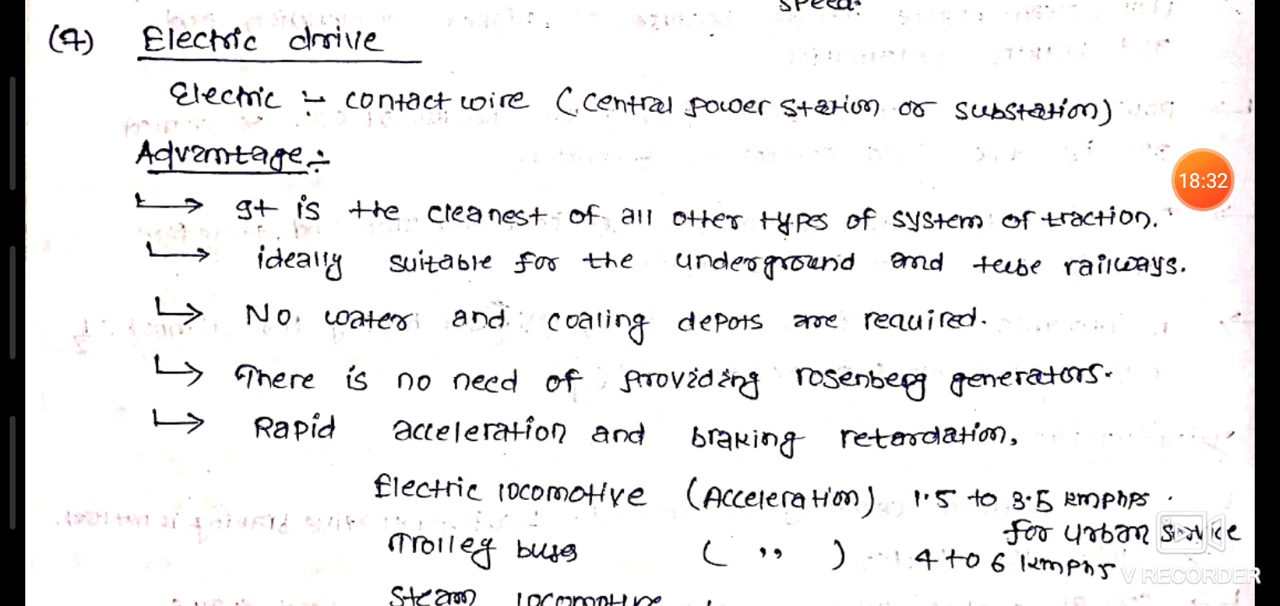 speed.
(4) Electric drive
Electric :- contact wire (central power station or substation)
Advantage :-
18:32
→ It is the cleanest of all other types of system of traction.
→ ideally suitable for the underground and tube railways.
→ No. water and coaling depots are required.
→ There is no need of providing rosenberg generators.
→ Rapid acceleration and braking retardation,
Electric locomotive (Acceleration) 1.5 to 3.5 kmphps.
for urban service
Trolley buses ( ,, ) 4 to 6 kmphps
V RECORDER
Steam locomotive